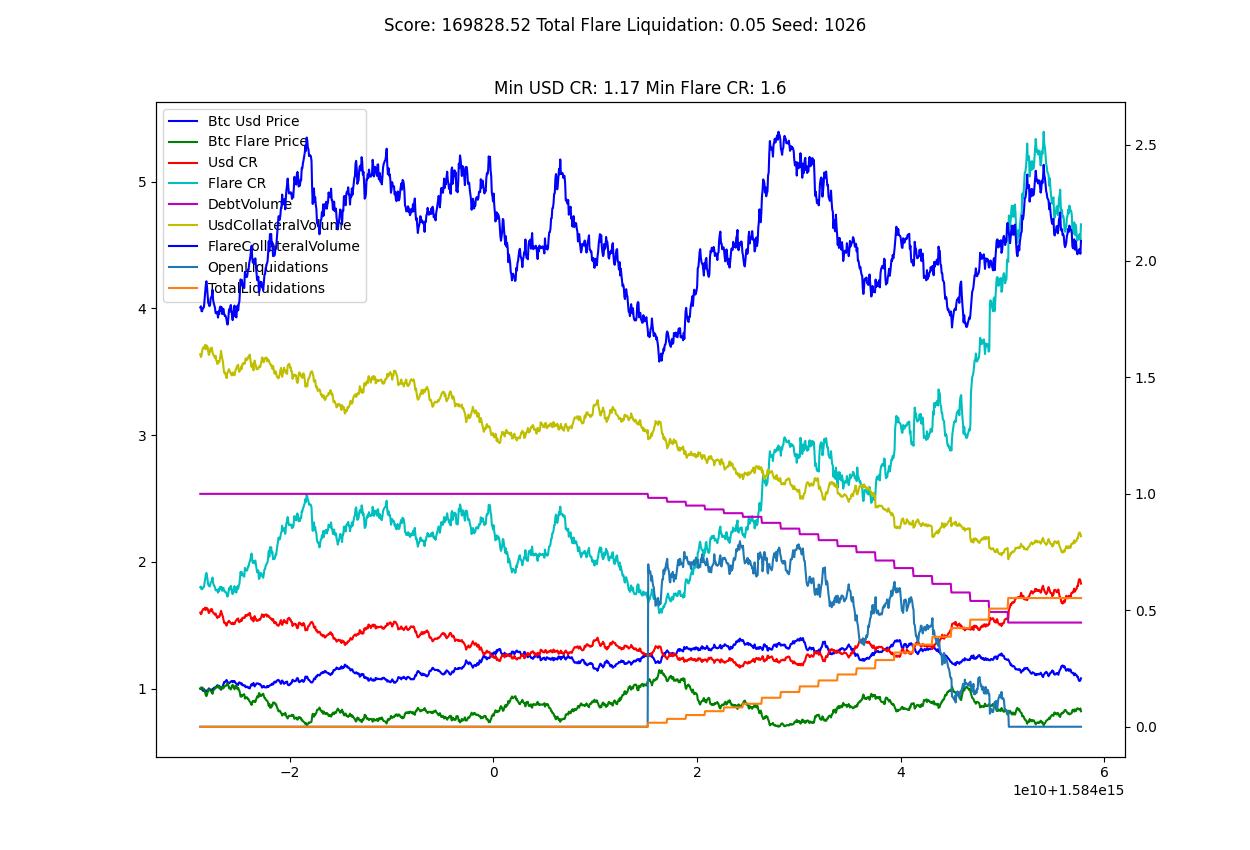 Score: 169828.52 Total Flare Liquidation: 0.05 Seed: 1026
Min USD CR: 1.17 Min Flare CR: 1.6
Btc Usd Price
Btc Flare Price
Usd CR
Flare CR
DebtVolume
UsdCollateralVolume
FlareCollateralVolume
OpenLiquidations
TotalLiquidations
5
4
3
2
1
2.5
2.0
1.5
1.0
0.5
0.0
−2 0 2 4 6
1e10+1.584e15